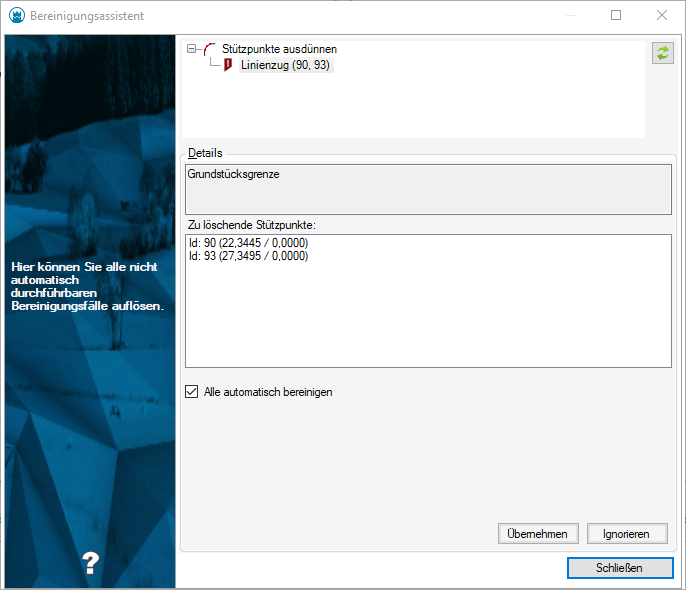 Bereinigungsassistent
Stützpunkte ausdünnen
Linienzug (90, 93)
Hier können Sie alle nicht
automatisch
durchführbaren
Bereinigungsfälle auflösen.
?
Details
Grundstücksgrenze
Zu löschende Stützpunkte:
Id: 90 (22,3445 / 0,0000)
Id: 93 (27,3495 / 0,0000)
Alle automatisch bereinigen
Übernehmen
Ignorieren
Schließen